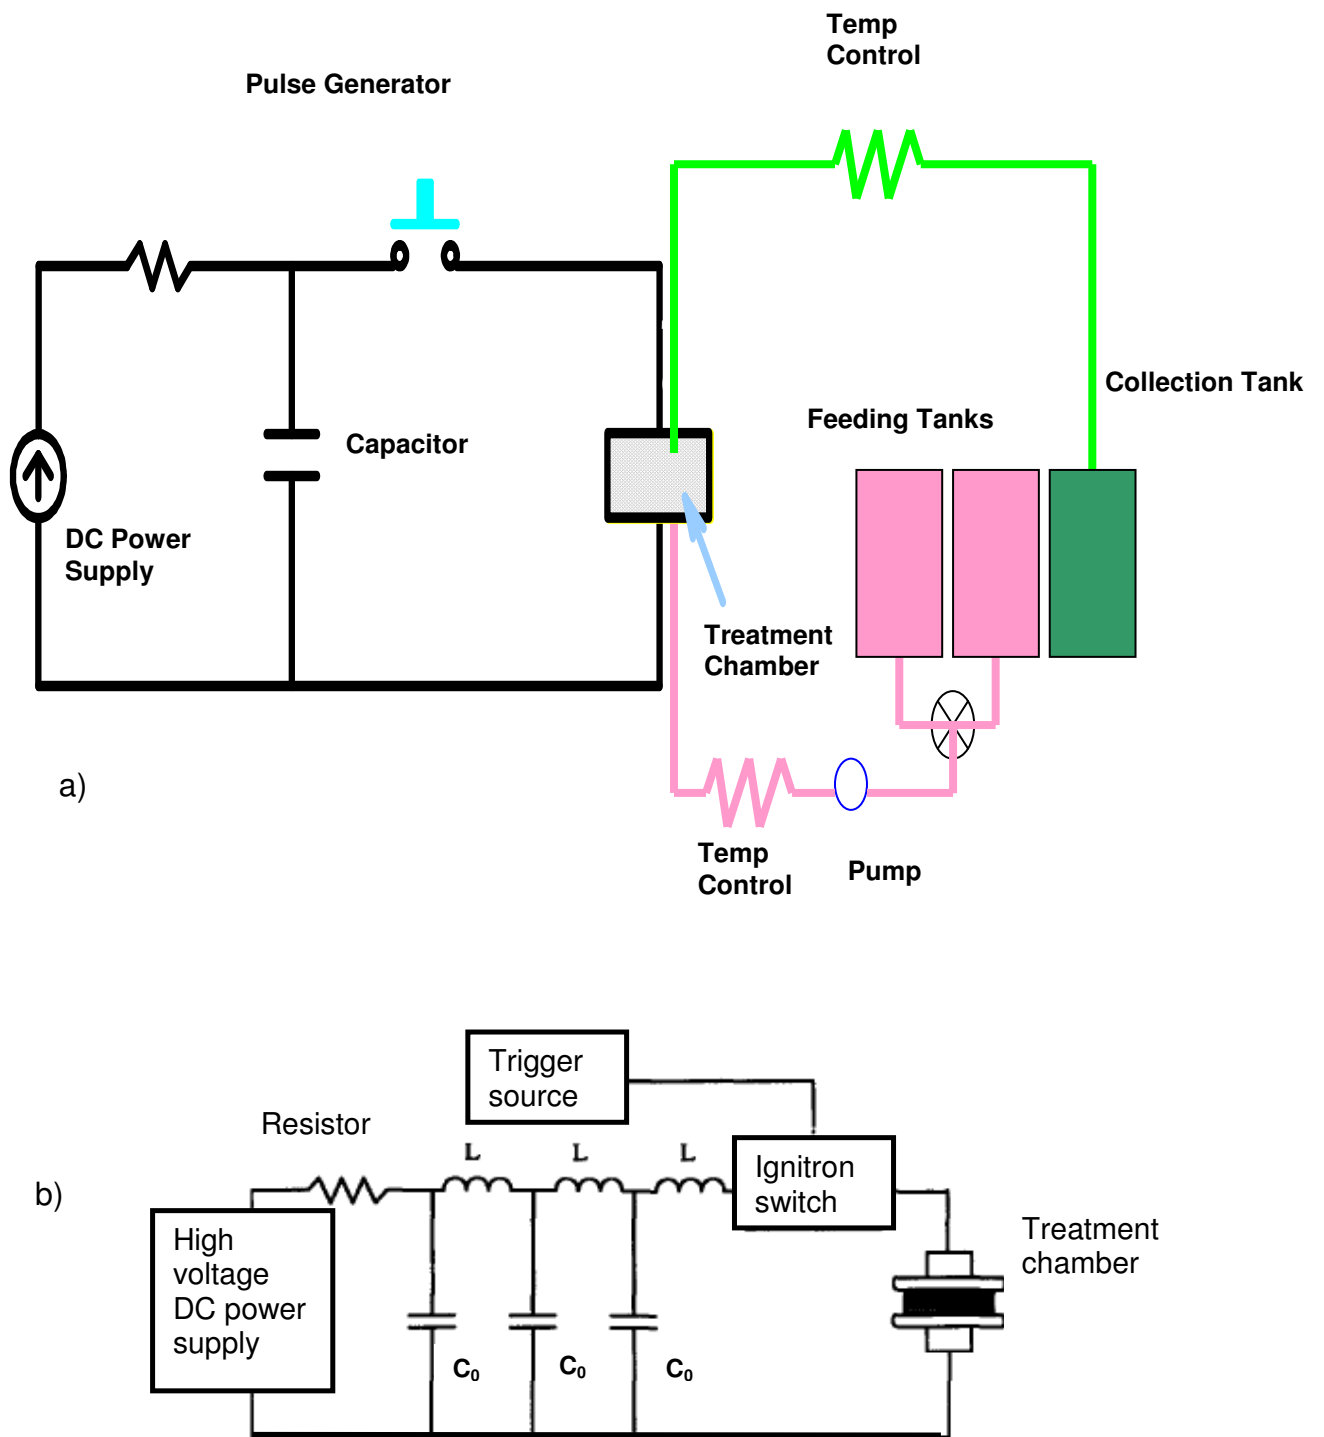 Temp
Control
Pulse Generator
Collection Tank
Feeding Tanks
Capacitor
DC Power
Supply
Treatment
Chamber
a)
Temp
Control
Pump
Trigger
source
Resistor
L
L
L
Ignitron
switch
b)
High
voltage
DC power
supply
Treatment
chamber
C₀
C₀
C₀